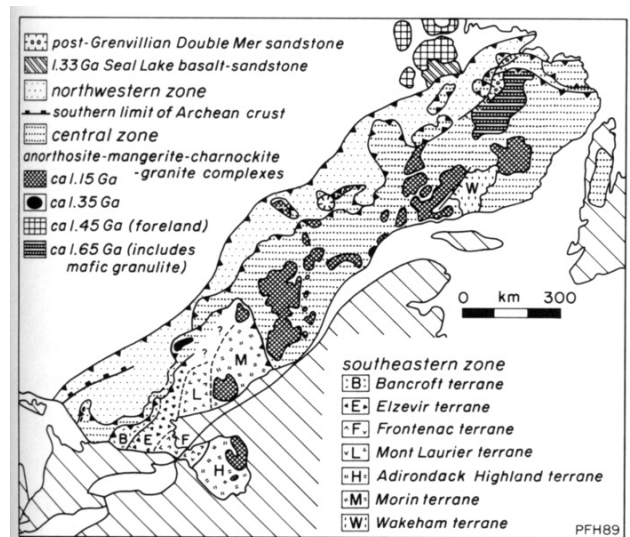 post-Grenvillian Double Mer sandstone
1.33 Ga Seal Lake basalt-sandstone
northwestern zone
southern limit of Archean crust
central zone
anorthosite-mangerite-charnockite
-granite complexes
ca 1.15 Ga
ca 1.35 Ga
ca 1.45 Ga (foreland)
ca 1.65 Ga (includes
mafic granulite)
W
0 km 300
?
?
M
L
B
E
F
H
southeastern zone
B Bancroft terrane
E Elzevir terrane
F Frontenac terrane
L Mont Laurier terrane
H Adirondack Highland terrane
M Morin terrane
W Wakeham terrane
PFH89